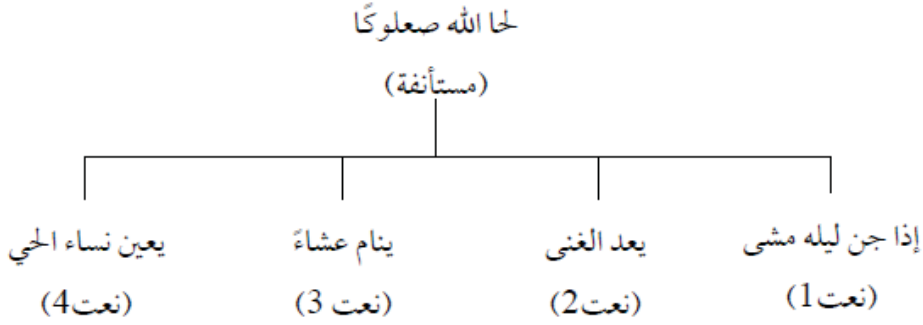 لحا الله صعلوكًا
(مستأنفة)
إذا جن ليله مشى
(نعت1)
يعد الغنى
(نعت2)
ينام عشاءً
(نعت 3)
يعين نساء الحي
(نعت4)